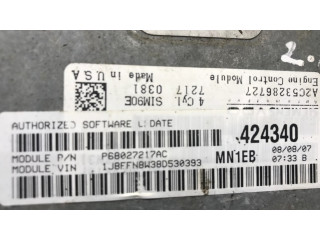 A2C53286727
Engine Control Module
4 Cyl. SIM90E
7217 0381
Made in U.S.A
2.
AUTHORIZED SOFTWARE UPDATE
424340
MODULE P/N P68027217AC MN1EB 08/08/07
MODULE VIN 1J8FFN8W38D530393 07:33 B